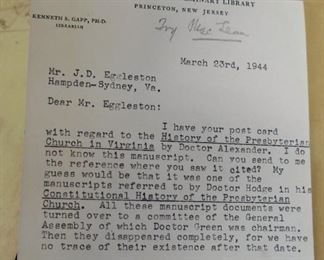 MINARY LIBRARY
PRINCETON, NEW JERSEY
KENNETH S. GAPP, PH.D.
LIBRARIAN
Ivy MacLean
March 23rd, 1944
Mr. J.D. Eggleston
Hampden-Sydney, Va.
Dear Mr. Eggleston:
I have your post card
with regard to the History of the Presbyterian
Church in Virginia by Doctor Alexander. I do
not know this manuscript. Can you send to me
the reference where you saw it cited? My
guess would be that it was one of the
manuscripts referred to by Doctor Hodge in his
Constitutional History of the Presbyterian
Church. All these manuscript documents were
turned over to a committee of the General
Assembly of which Doctor Green was chairman.
Then they disappeared completely, for we have
no trace of their existence after that date.